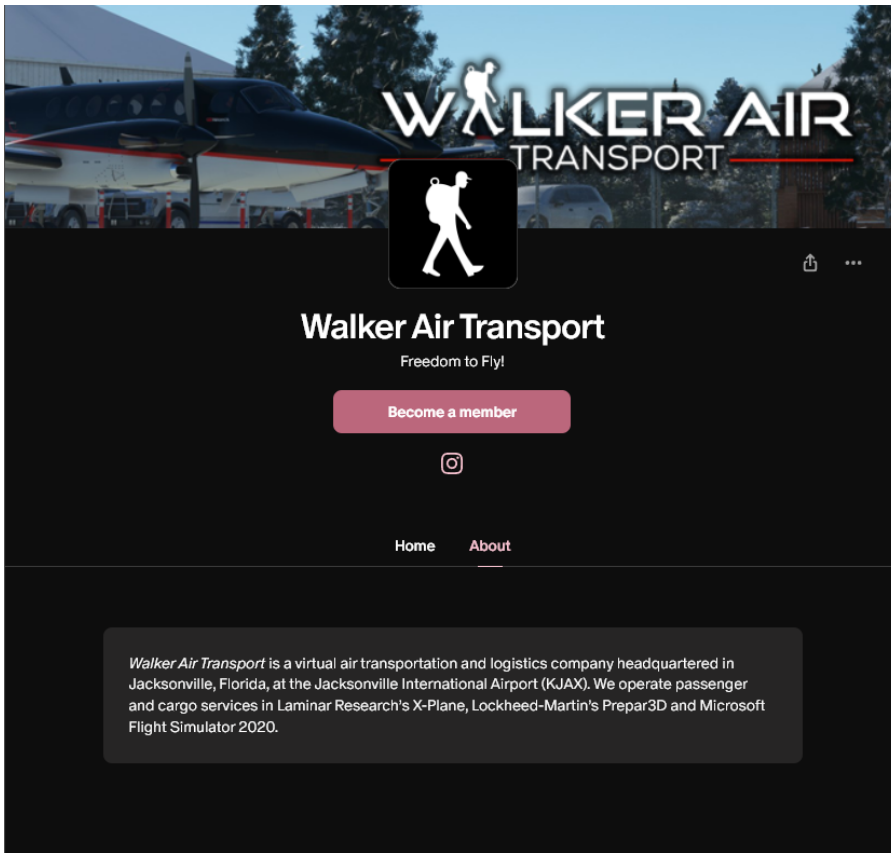 WALKER AIR
TRANSPORT
Walker Air Transport
Freedom to Fly!
Become a member
Home About
Walker Air Transport is a virtual air transportation and logistics company headquartered in
Jacksonville, Florida, at the Jacksonville International Airport (KJAX). We operate passenger
and cargo services in Laminar Research's X-Plane, Lockheed-Martin's Prepar3D and Microsoft
Flight Simulator 2020.